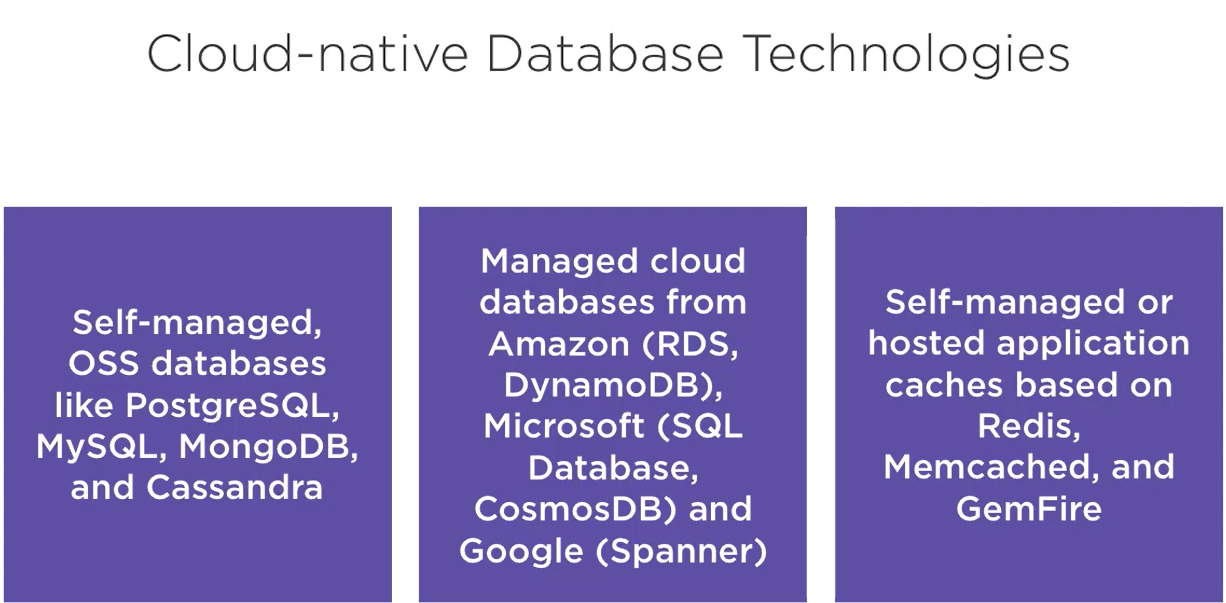 Cloud-native Database Technologies
Self-managed,
OSS databases
like PostgreSQL,
MySQL, MongoDB,
and Cassandra
Managed cloud
databases from
Amazon (RDS,
DynamoDB),
Microsoft (SQL
Database,
CosmosDB) and
Google (Spanner)
Self-managed or
hosted application
caches based on
Redis,
Memcached, and
GemFire